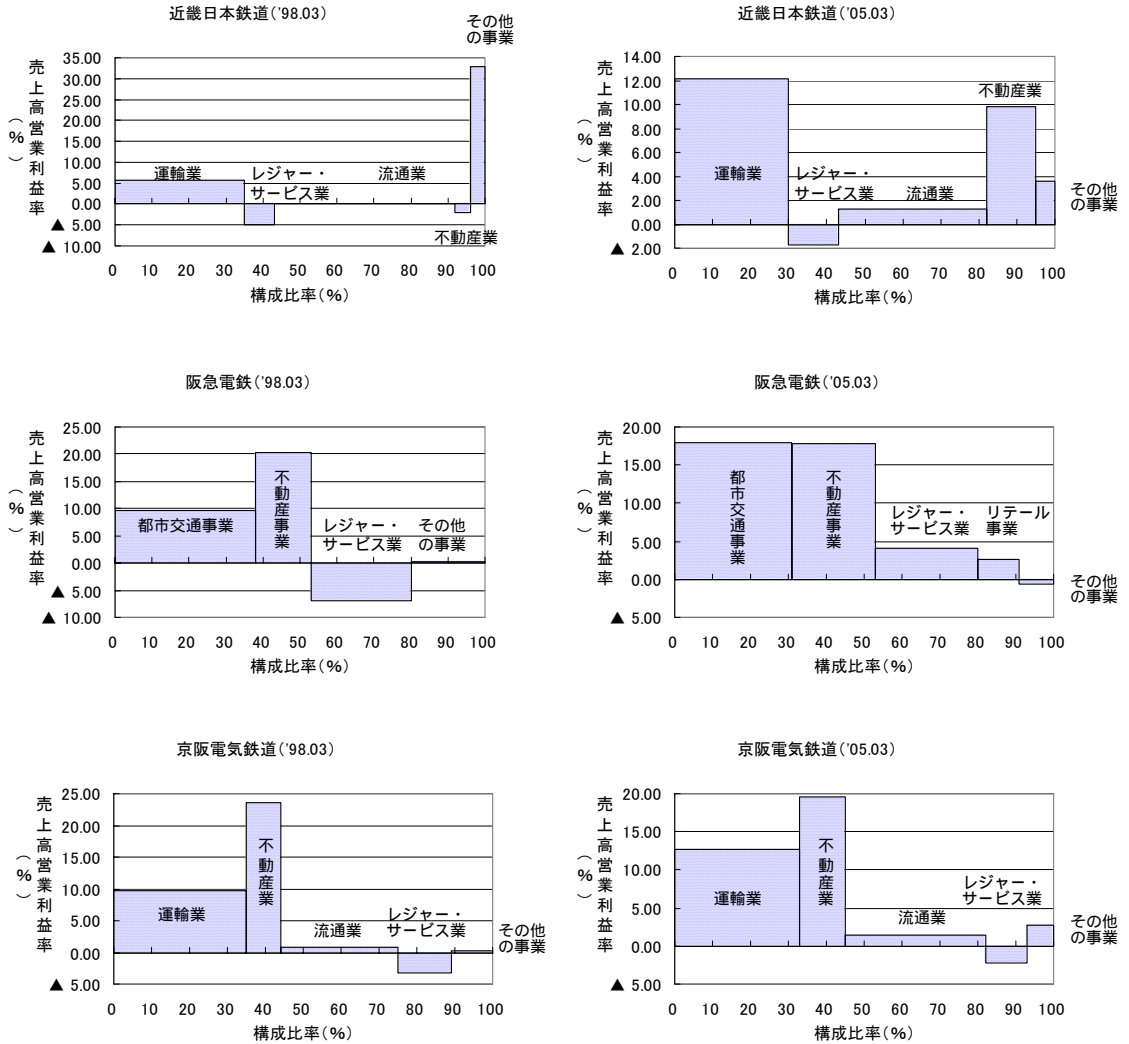 近畿日本鉄道('98.03)
売上高営業利益率(%)
35.00
30.00
25.00
20.00
15.00
10.00
5.00
0.00
▲ 5.00
▲ 10.00
運輸業
レジャー・
サービス業
流通業
不動産業
その他
の事業
0 10 20 30 40 50 60 70 80 90 100
構成比率(%)
近畿日本鉄道('05.03)
売上高営業利益率(%)
14.00
12.00
10.00
8.00
6.00
4.00
2.00
0.00
▲ 2.00
運輸業
レジャー・
サービス業
流通業
不動産業
その他
の事業
0 10 20 30 40 50 60 70 80 90 100
構成比率(%)
阪急電鉄('98.03)
売上高営業利益率(%)
25.00
20.00
15.00
10.00
5.00
0.00
▲ 5.00
▲ 10.00
都市交通事業
不動産事業
レジャー・
サービス業
その他
の事業
0 10 20 30 40 50 60 70 80 90 100
構成比率(%)
阪急電鉄('05.03)
売上高営業利益率(%)
20.00
15.00
10.00
5.00
0.00
▲ 5.00
都市交通事業
不動産事業
レジャー・
サービス業
リテール
事業
その他
の事業
0 10 20 30 40 50 60 70 80 90 100
構成比率(%)
京阪電気鉄道('98.03)
売上高営業利益率(%)
25.00
20.00
15.00
10.00
5.00
0.00
▲ 5.00
運輸業
不動産業
流通業
レジャー・
サービス業
その他
の事業
0 10 20 30 40 50 60 70 80 90 100
構成比率(%)
京阪電気鉄道('05.03)
売上高営業利益率(%)
20.00
15.00
10.00
5.00
0.00
▲ 5.00
運輸業
不動産業
流通業
レジャー・
サービス業
その他
の事業
0 10 20 30 40 50 60 70 80 90 100
構成比率(%)